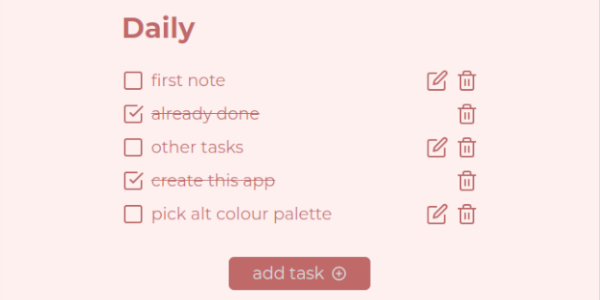 Daily
first note
already done
other tasks
create this app
pick alt colour palette
add task